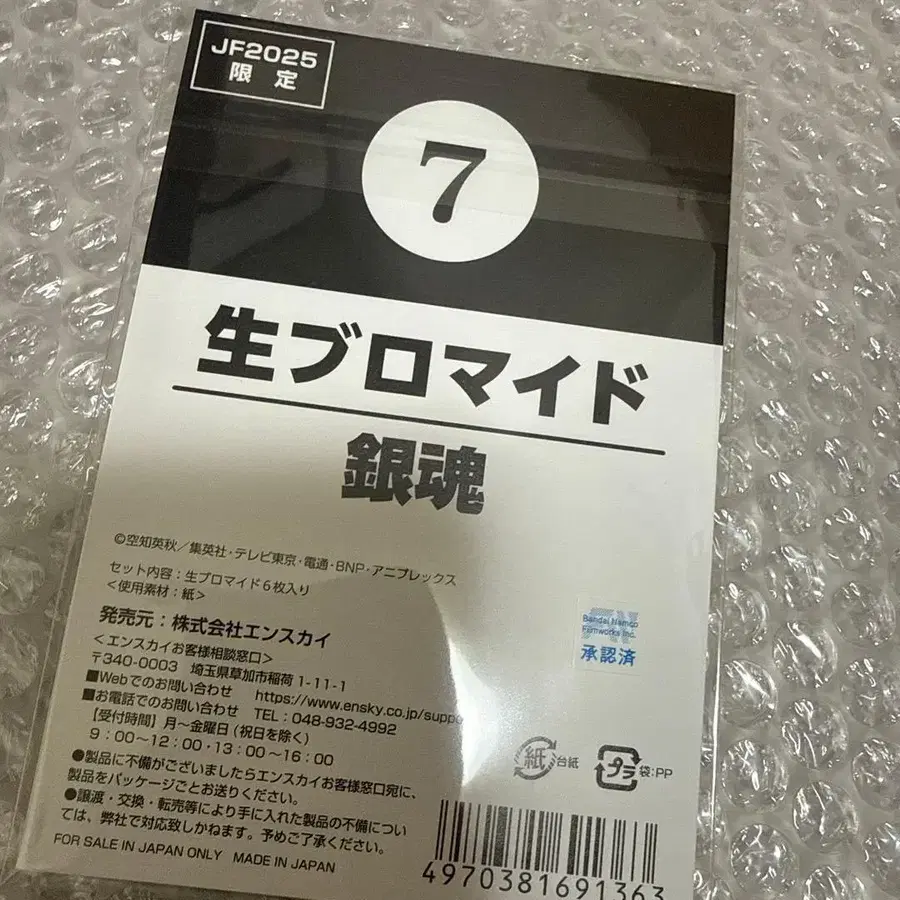 JF2025
限 定
7
生ブロマイド
銀魂
©空知英秋／集英社・テレビ東京・電通・BNP・アニプレックス
セット内容：生ブロマイド6枚入り
＜使用素材：紙＞
発売元：株式会社エンスカイ
＜エンスカイお客様相談窓口＞
〒340-0003 埼玉県草加市稲荷1-11-1
■Webでのお問い合わせ https://www.ensky.co.jp/suppo
■お電話でのお問い合わせ TEL：048-932-4992
【受付時間】月～金曜日(祝日を除く)
9：00～12：00・13：00～16：00
●製品に不備がございましたらエンスカイお客様窓口宛に、
製品をパッケージごとお送りください。
●譲渡・交換・転売等により手に入れた製品の不備につい
ては、弊社で対応致しかねます。予めご了承ください。
FOR SALE IN JAPAN ONLY MADE IN JAPAN
Bandai Namco
Filmworks Inc.
承認済
紙 台紙
プラ 袋：PP
4970381691363